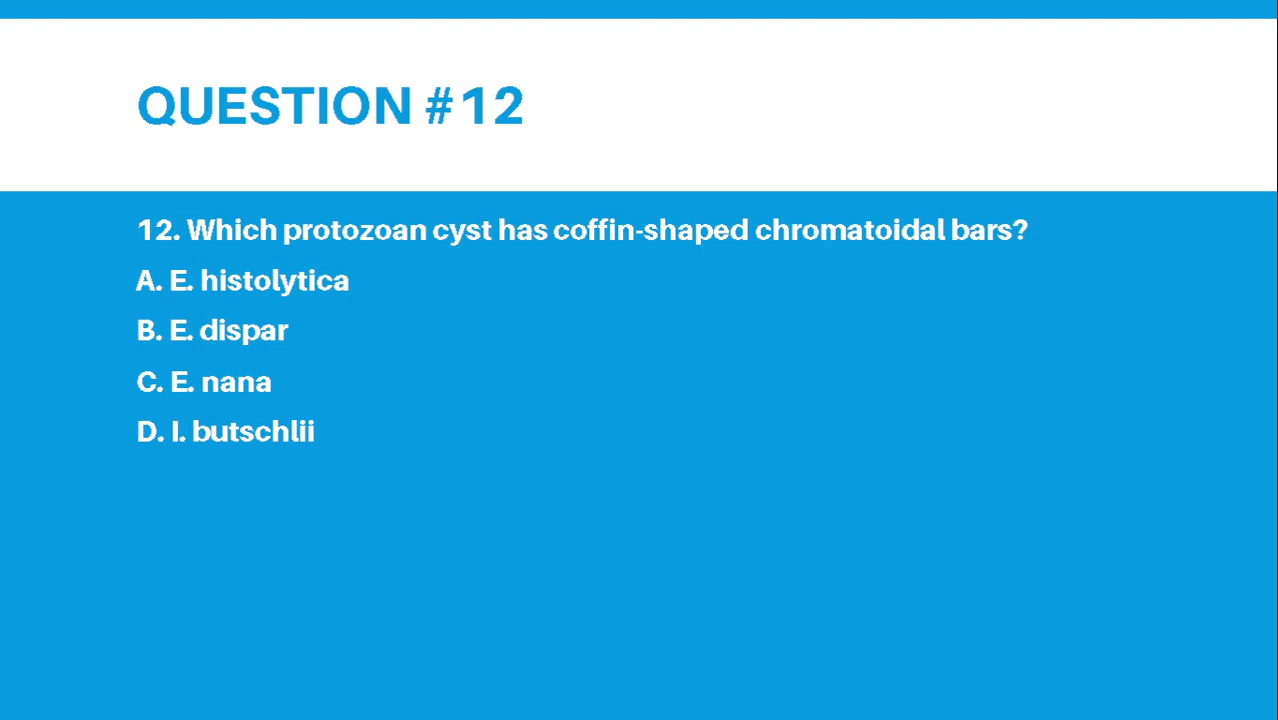 QUESTION #12
12. Which protozoan cyst has coffin-shaped chromatoidal bars?
A. E. histolytica
B. E. dispar
C. E. nana
D. I. butschlii